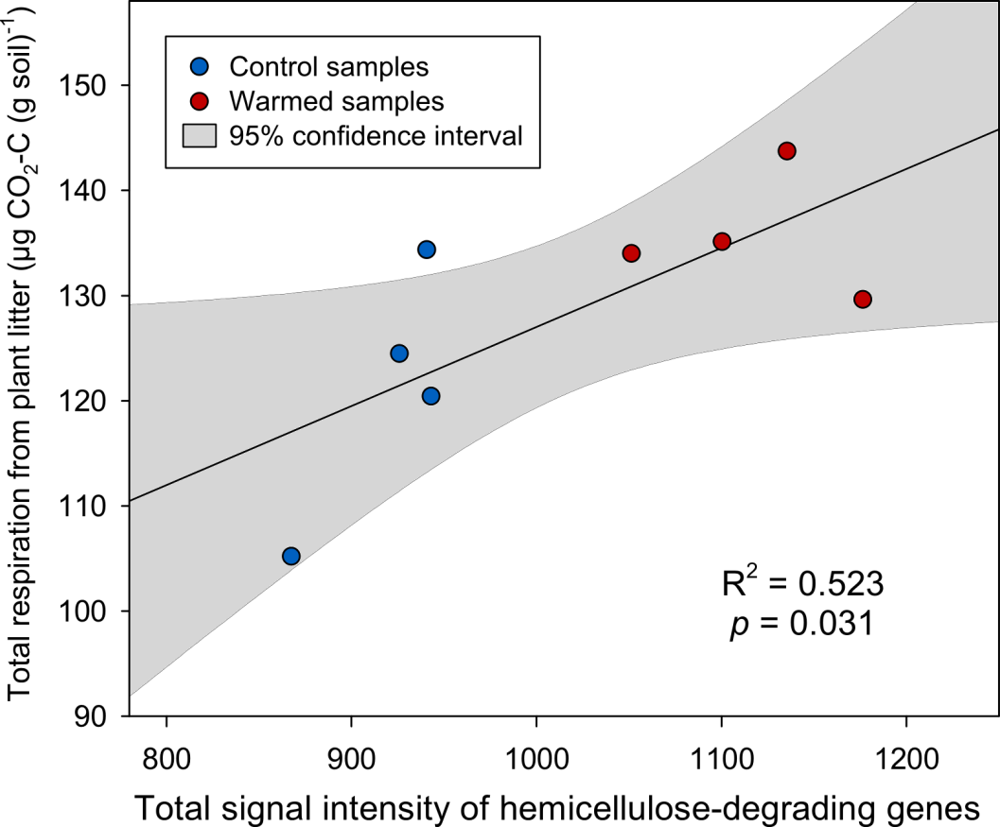 Total respiration from plant litter (µg CO₂-C (g soil)⁻¹)
150
140
130
120
110
100
90
Control samples
Warmed samples
95% confidence interval
R² = 0.523
p = 0.031
800 900 1000 1100 1200
Total signal intensity of hemicellulose-degrading genes